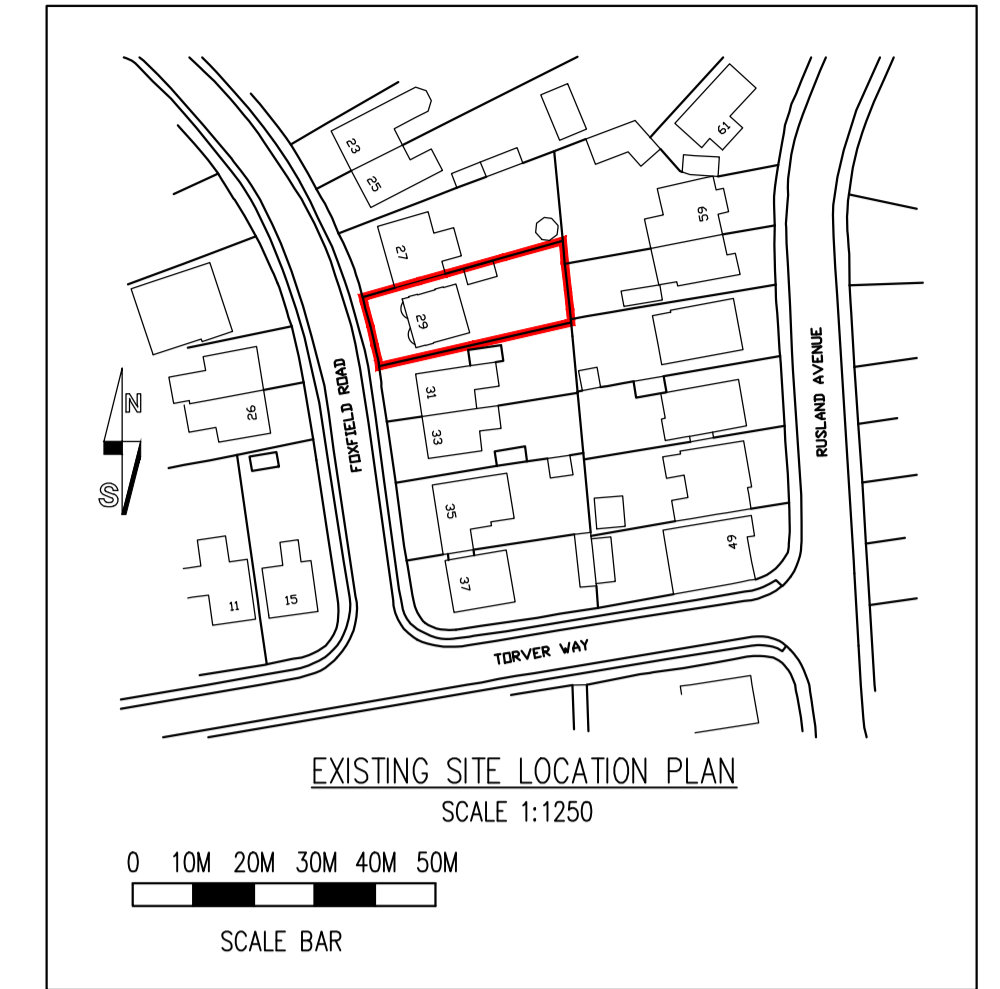 61
23
25
59
27
29
FOXFIELD ROAD
RUSLAND AVENUE
31
26
33
N
S
35
49
37
11
15
TORVER WAY
EXISTING SITE LOCATION PLAN
SCALE 1:1250
0 10M 20M 30M 40M 50M
SCALE BAR